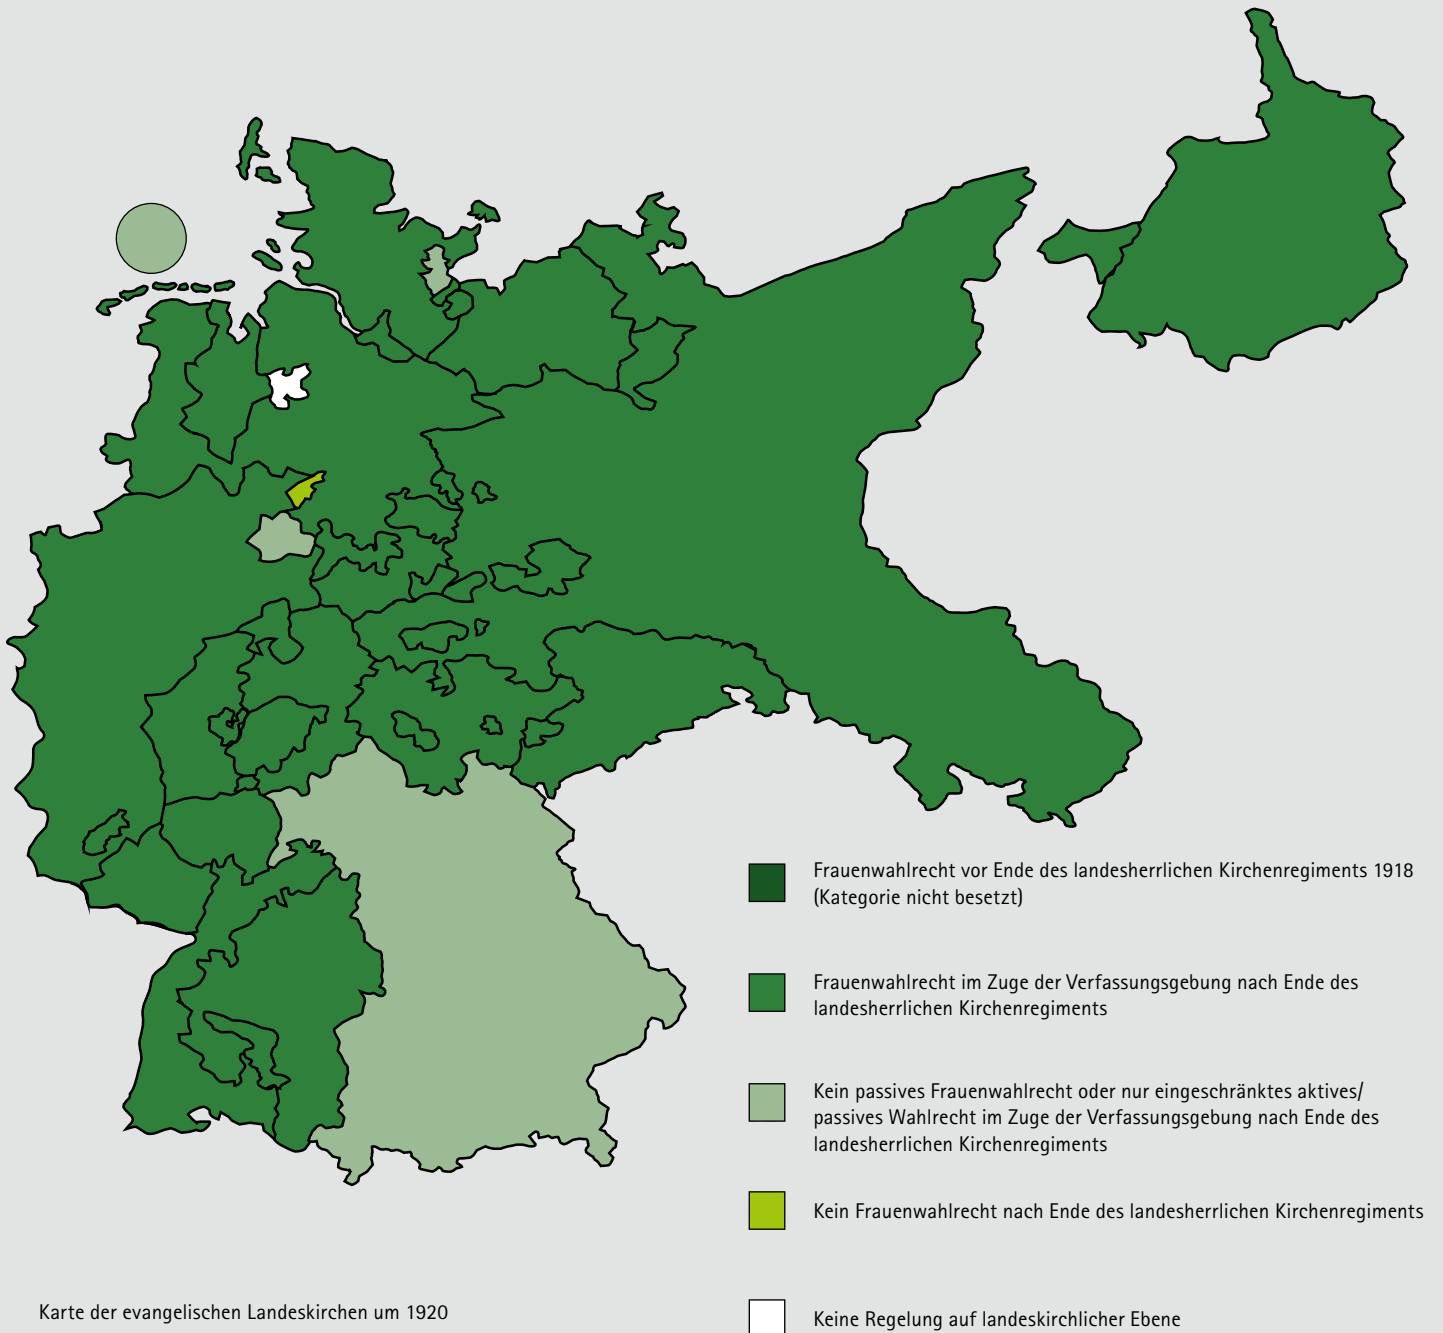 Frauenwahlrecht vor Ende des landesherrlichen Kirchenregiments 1918
(Kategorie nicht besetzt)
Frauenwahlrecht im Zuge der Verfassungsgebung nach Ende des
landesherrlichen Kirchenregiments
Kein passives Frauenwahlrecht oder nur eingeschränktes aktives/
passives Wahlrecht im Zuge der Verfassungsgebung nach Ende des
landesherrlichen Kirchenregiments
Kein Frauenwahlrecht nach Ende des landesherrlichen Kirchenregiments
Keine Regelung auf landeskirchlicher Ebene
Karte der evangelischen Landeskirchen um 1920